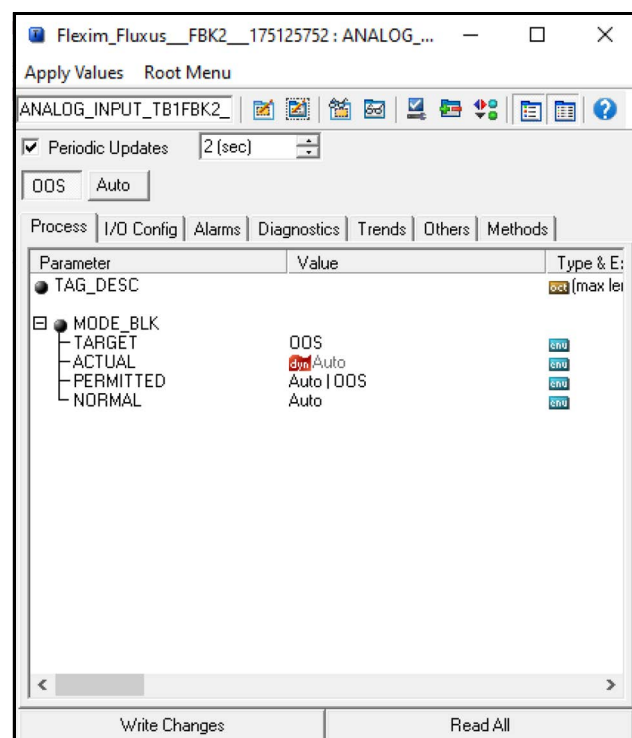 Flexim_Fluxus__FBK2__175125752 : ANALOG_...
Apply Values Root Menu
ANALOG_INPUT_TB1FBK2_
Periodic Updates 2 (sec)
OOS Auto
Process I/O Config Alarms Diagnostics Trends Others Methods
Parameter Value Type & E
TAG_DESC oct (max le
MODE_BLK
TARGET OOS enu
ACTUAL dyn Auto enu
PERMITTED Auto | OOS enu
NORMAL Auto enu
Write Changes Read All